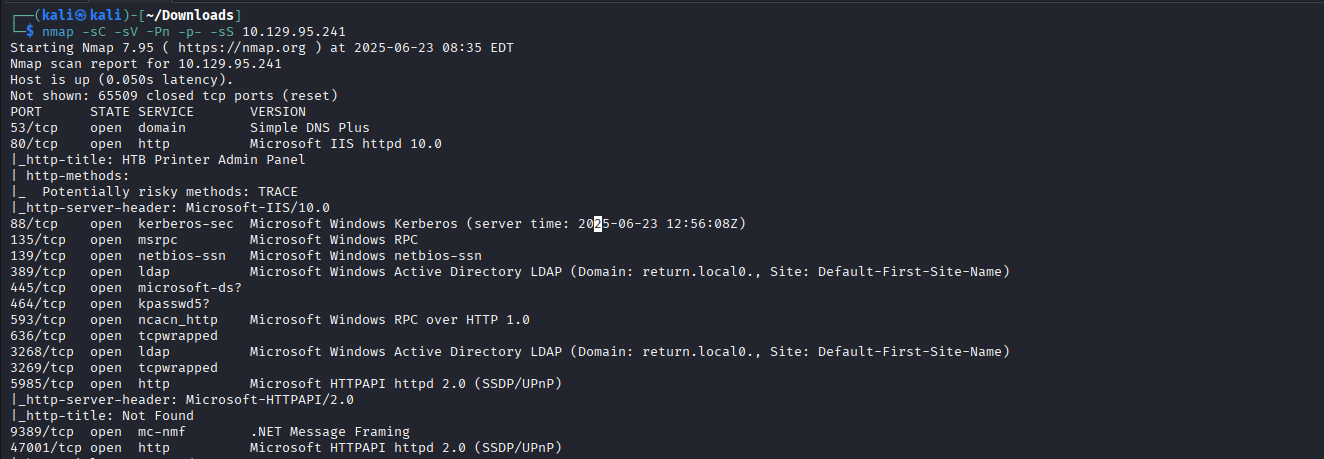 ┌──(kali㉿kali)-[~/Downloads]
└─$ nmap -sC -sV -Pn -p- -sS 10.129.95.241
Starting Nmap 7.95 ( https://nmap.org ) at 2025-06-23 08:35 EDT
Nmap scan report for 10.129.95.241
Host is up (0.050s latency).
Not shown: 65509 closed tcp ports (reset)
PORT      STATE SERVICE       VERSION
53/tcp    open  domain        Simple DNS Plus
80/tcp    open  http          Microsoft IIS httpd 10.0
|_http-title: HTB Printer Admin Panel
| http-methods:
|_  Potentially risky methods: TRACE
|_http-server-header: Microsoft-IIS/10.0
88/tcp    open  kerberos-sec  Microsoft Windows Kerberos (server time: 2025-06-23 12:56:08Z)
135/tcp   open  msrpc         Microsoft Windows RPC
139/tcp   open  netbios-ssn   Microsoft Windows netbios-ssn
389/tcp   open  ldap          Microsoft Windows Active Directory LDAP (Domain: return.local0., Site: Default-First-Site-Name)
445/tcp   open  microsoft-ds?
464/tcp   open  kpasswd5?
593/tcp   open  ncacn_http    Microsoft Windows RPC over HTTP 1.0
636/tcp   open  tcpwrapped
3268/tcp  open  ldap          Microsoft Windows Active Directory LDAP (Domain: return.local0., Site: Default-First-Site-Name)
3269/tcp  open  tcpwrapped
5985/tcp  open  http          Microsoft HTTPAPI httpd 2.0 (SSDP/UPnP)
|_http-server-header: Microsoft-HTTPAPI/2.0
|_http-title: Not Found
9389/tcp  open  mc-nmf        .NET Message Framing
47001/tcp open  http          Microsoft HTTPAPI httpd 2.0 (SSDP/UPnP)